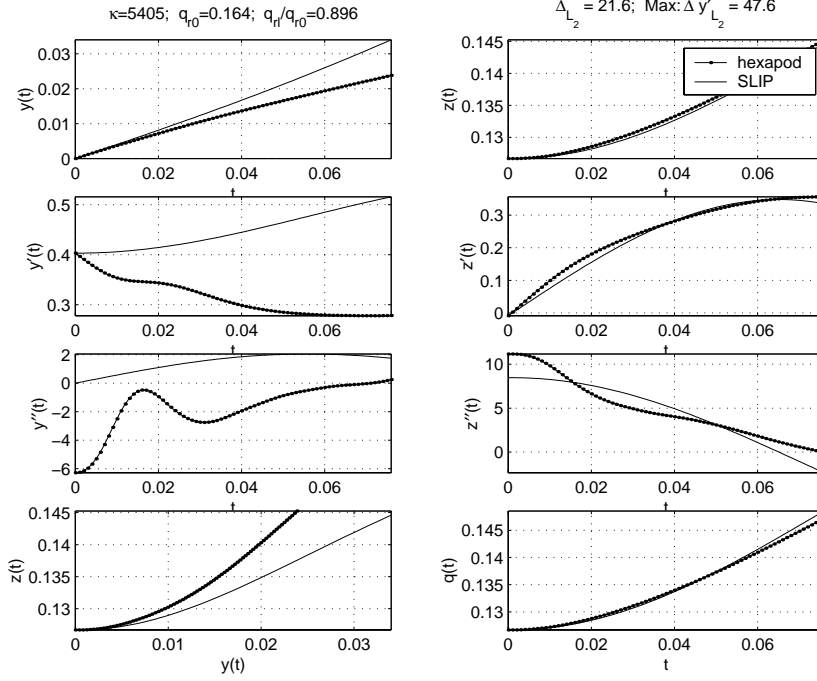 κ=5405; q_r0=0.164; q_rl/q_r0=0.896
Δ_L2 = 21.6; Max: Δ y′_L2 = 47.6
y(t)
0.03
0.02
0.01
0
0 0.02 0.04 0.06
t
z(t)
0.145
0.14
0.135
0.13
0 0.02 0.04 0.06
t
hexapod
SLIP
y′(t)
0.5
0.4
0.3
0 0.02 0.04 0.06
t
z′(t)
0.3
0.2
0.1
0
0 0.02 0.04 0.06
t
y′′(t)
2
0
−2
−4
−6
0 0.02 0.04 0.06
t
z′′(t)
10
5
0
0 0.02 0.04 0.06
t
z(t)
0.145
0.14
0.135
0.13
0 0.01 0.02 0.03
y(t)
q(t)
0.145
0.14
0.135
0.13
0 0.02 0.04 0.06
t